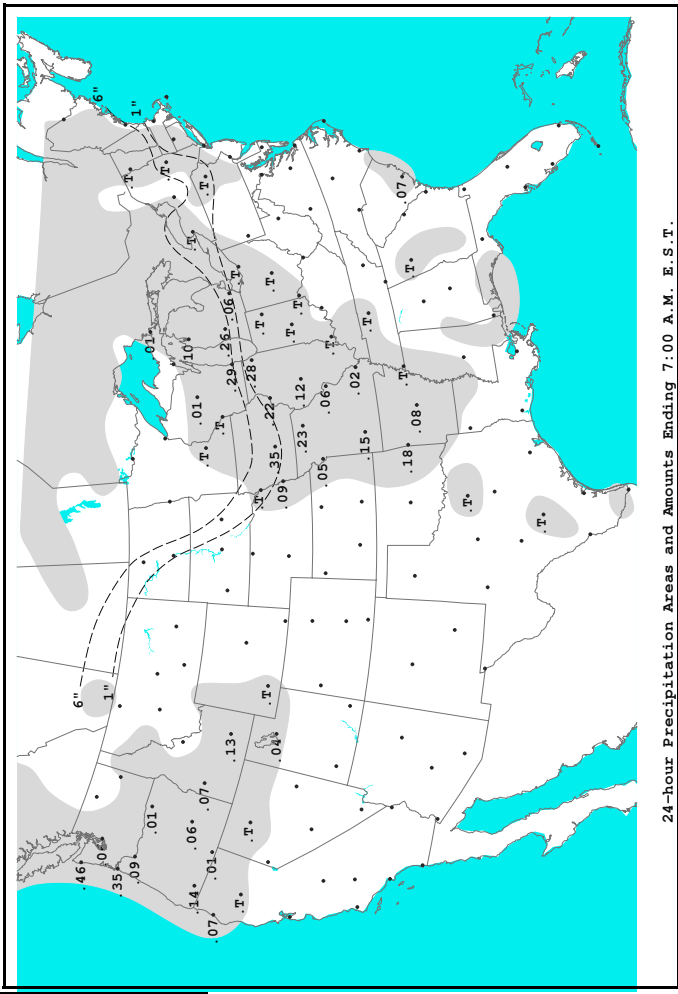 6"
.46
6"
1"
.35
T
.09
1"
.01
.01
T
.10
.06
T
.14
.01
T
T
.07
.01
.07
T
.26
.06
.29
.13
T
T
T
.28
T
T
T
.22
T
.35
.04
.09
T
T
.12
.23
.05
.06
T
.02
.15
T
.07
T
.18
T
.08
T
T
24-hour Precipitation Areas and Amounts Ending 7:00 A.M. E.S.T.